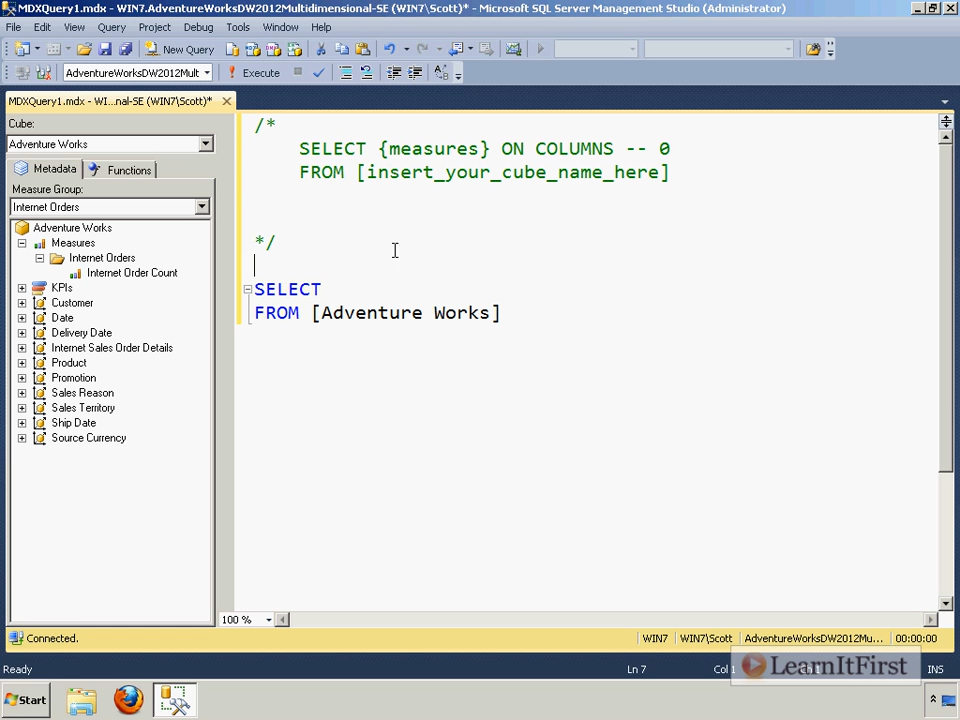 MDXQuery1.mdx - WIN7.AdventureWorksDW2012Multidimensional-SE (WIN7\Scott)* - Microsoft SQL Server Management Studio (Administrator)
File Edit View Query Project Debug Tools Window Help
New Query
AdventureWorksDW2012Mult Execute
MDXQuery1.mdx - WI...nal-SE (WIN7\Scott)*
Cube:
Adventure Works
Metadata Functions
Measure Group:
Internet Orders
Adventure Works
Measures
Internet Orders
Internet Order Count
KPIs
Customer
Date
Delivery Date
Internet Sales Order Details
Product
Promotion
Sales Reason
Sales Territory
Ship Date
Source Currency
/*
SELECT {measures} ON COLUMNS -- 0
FROM [insert_your_cube_name_here]
*/
SELECT
FROM [Adventure Works]
100 %
Connected. WIN7 WIN7\Scott AdventureWorksDW2012Mu... 00:00:00
Ready Ln 7 Col 1 INS
LearnItFirst
Start